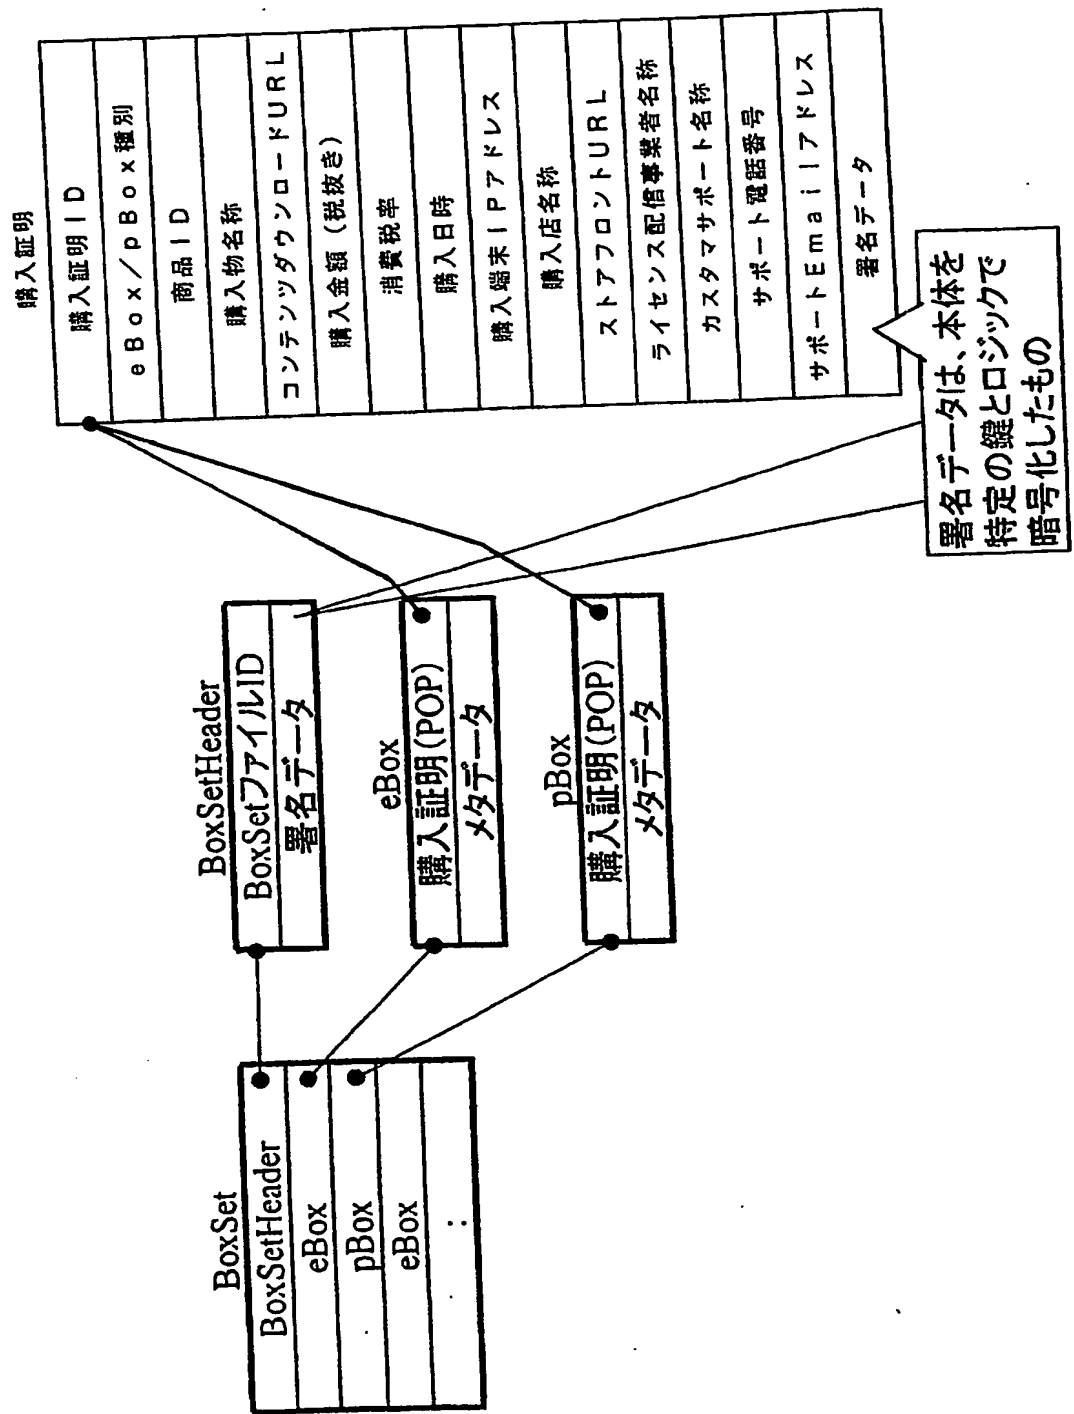 BoxSet
BoxSetHeader
eBox
pBox
eBox
:
BoxSetHeader
BoxSetファイルID
署名データ
eBox
購入証明(POP)
メタデータ
pBox
購入証明(POP)
メタデータ
購入証明
購入証明ID
eBox/pBox種別
商品ID
購入物名称
コンテンツダウンロードURL
購入金額(税抜き)
消費税率
購入日時
購入端末IPアドレス
購入店名称
ストアフロントURL
ライセンス配信事業者名称
カスタマサポート名称
サポート電話番号
サポートEmailアドレス
署名データ
署名データは、本体を
特定の鍵とロジックで
暗号化したもの